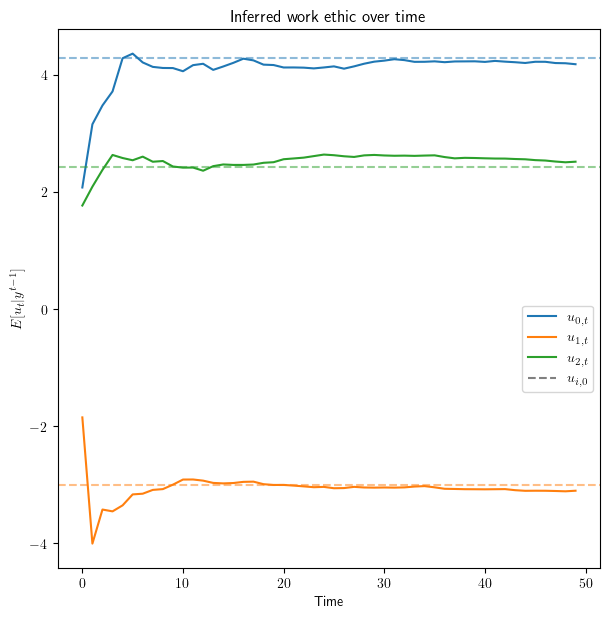 Inferred work ethic over time
4
2
0
−2
−4
E[u_t|y^{t−1}]
u_{0,t}
u_{1,t}
u_{2,t}
u_{i,0}
0 10 20 30 40 50
Time